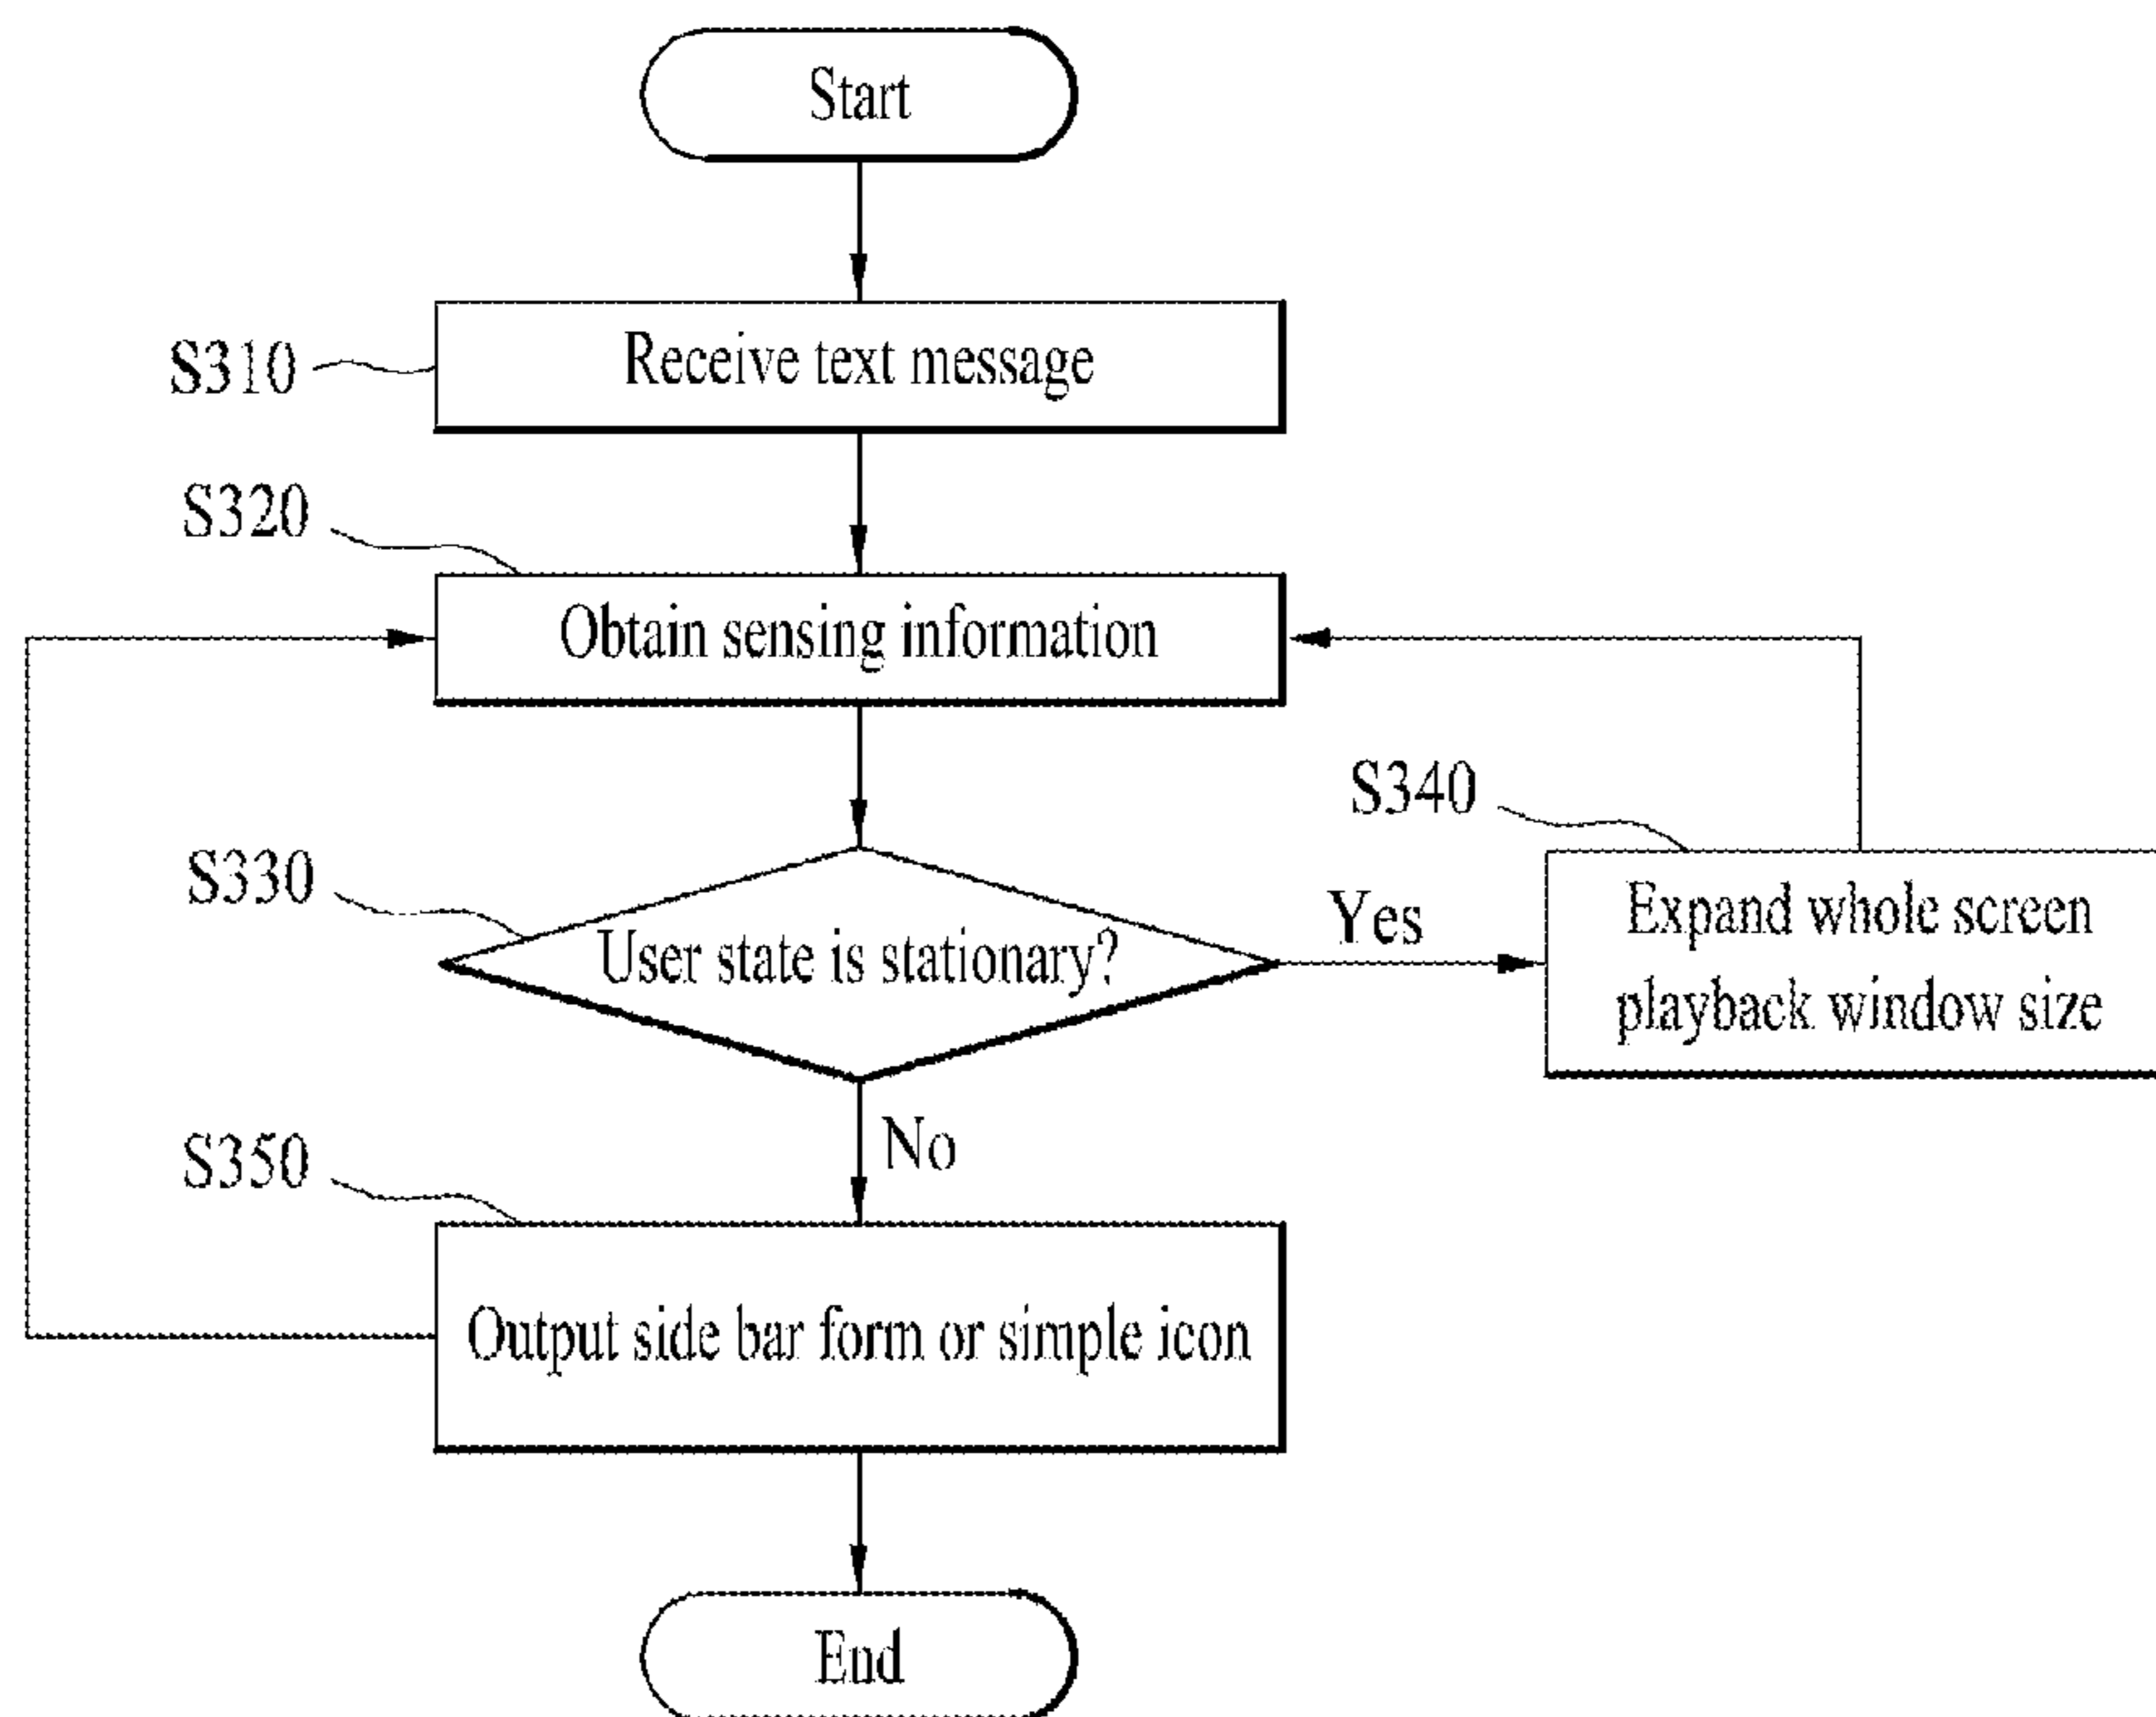 Start
S310
Receive text message
S320
Obtain sensing information
S340
S330
User state is stationary?
Yes
Expand whole screen
playback window size
No
S350
Output side bar form or simple icon
End